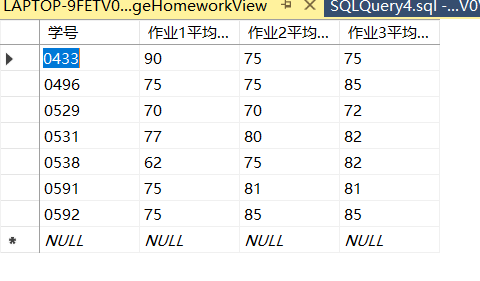 LAPTOP-9FETV0...geHomeworkView SQLQuery4.sql -...V0\
学号 作业1平均... 作业2平均... 作业3平均...
0433 90 75 75
0496 75 75 85
0529 70 70 72
0531 77 80 82
0538 62 75 82
0591 75 81 81
0592 75 85 85
* NULL NULL NULL NULL